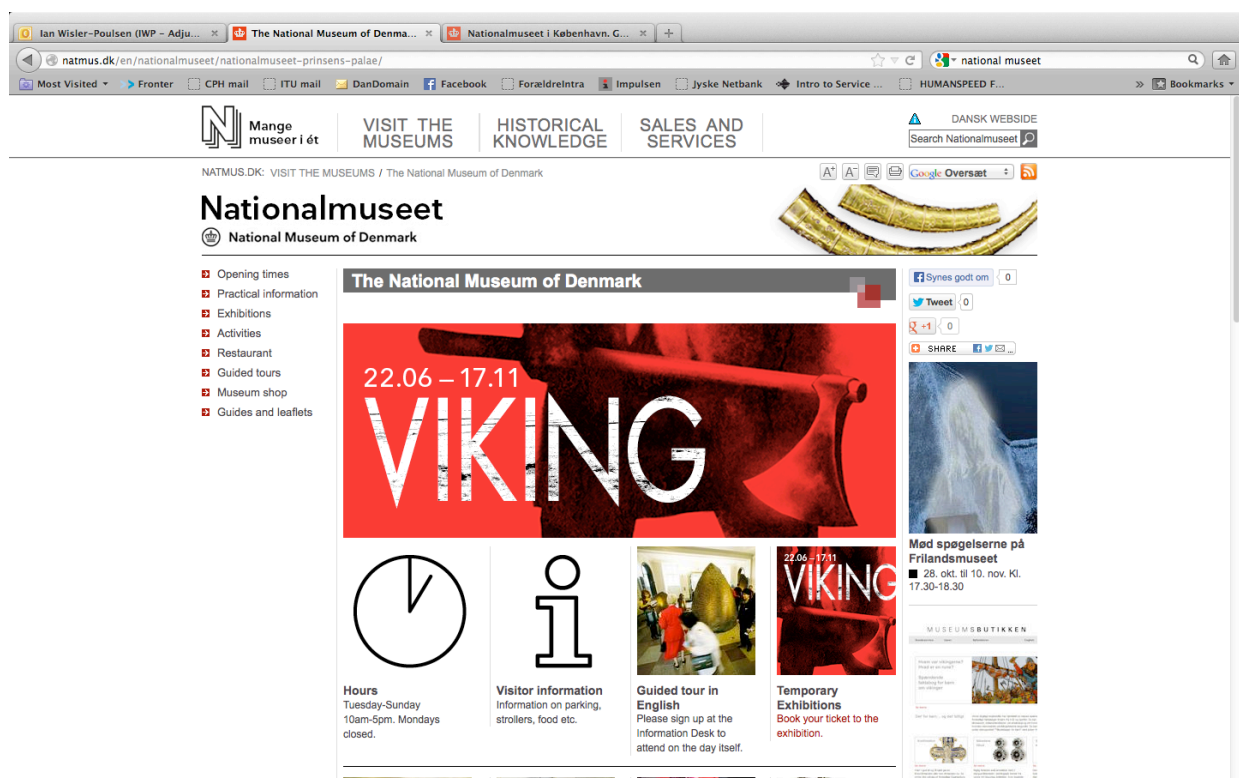 Ian Wisler-Poulsen (IWP - Adju...
The National Museum of Denma...
Nationalmuseet i København. G...
natmus.dk/en/nationalmuseet/nationalmuseet-prinsens-palae/
national museet
Most Visited
Fronter
CPH mail
ITU mail
DanDomain
Facebook
ForældreIntra
Impulsen
Jyske Netbank
Intro to Service ...
HUMANSPEED F...
Bookmarks
Mange
museer i ét
VISIT THE
MUSEUMS
HISTORICAL
KNOWLEDGE
SALES AND
SERVICES
DANSK WEBSIDE
Search Nationalmuseet
NATMUS.DK: VISIT THE MUSEUMS / The National Museum of Denmark
A+ A- Google Oversæt
Nationalmuseet
National Museum of Denmark
Opening times
Practical information
Exhibitions
Activities
Restaurant
Guided tours
Museum shop
Guides and leaflets
The National Museum of Denmark
22.06 – 17.11
VIKING
Hours
Tuesday-Sunday
10am-5pm. Mondays
closed.
Visitor information
Information on parking,
strollers, food etc.
Guided tour in
English
Please sign up at the
Information Desk to
attend on the day itself.
22.06 – 17.11
VIKING
Temporary
Exhibitions
Book your ticket to the
exhibition.
Synes godt om 0
Tweet 0
+1 0
SHARE
Mød spøgelserne på
Frilandsmuseet
28. okt. til 10. nov. Kl.
17.30-18.30
MUSEUMSBUTIKKEN